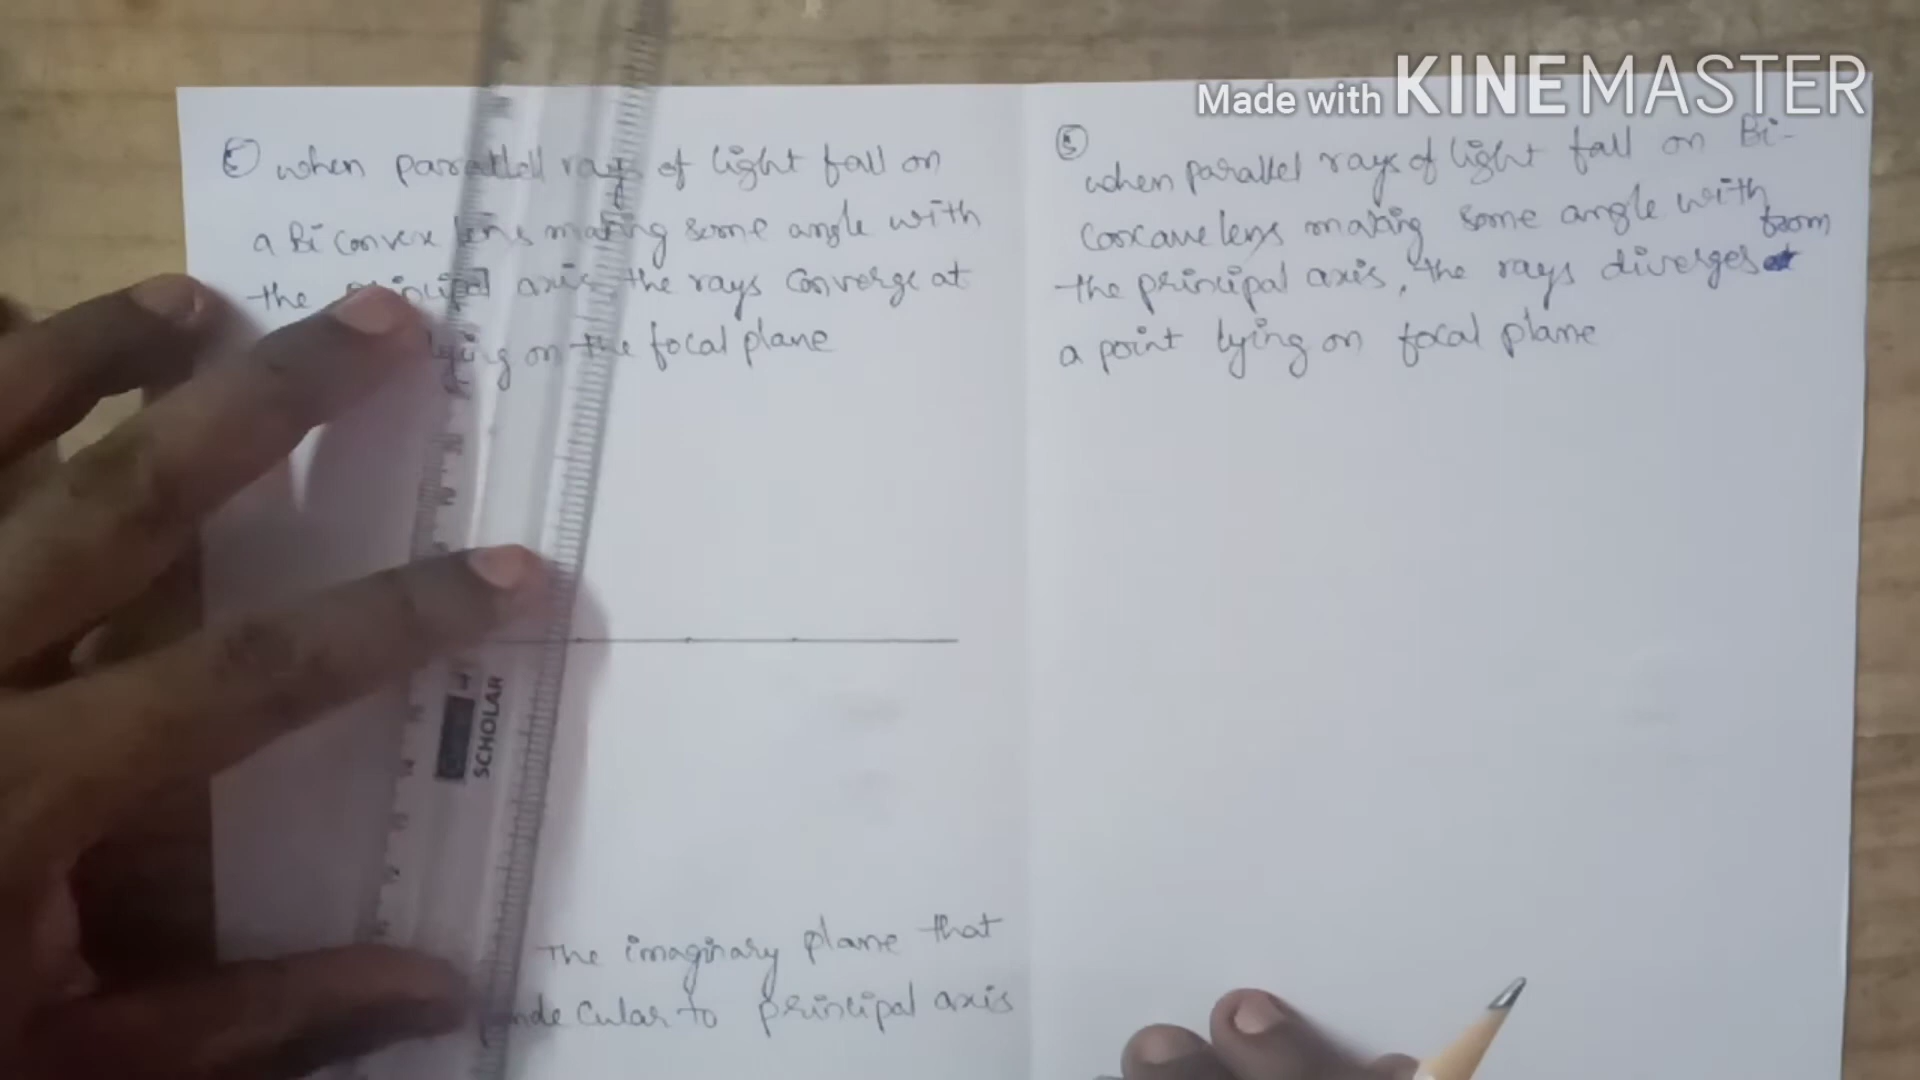 Made with KINEMASTER
when parallel rays of light fall on
a Bi convex lens making some angle with
the principal axis, the rays converge at
lying on the focal plane
The imaginary plane that
cular to principal axis
SCHOLAR
⑤
when parallel rays of light fall on Bi-
concave lens making some angle with
the principal axis, the rays diverges from
a point lying on focal plane